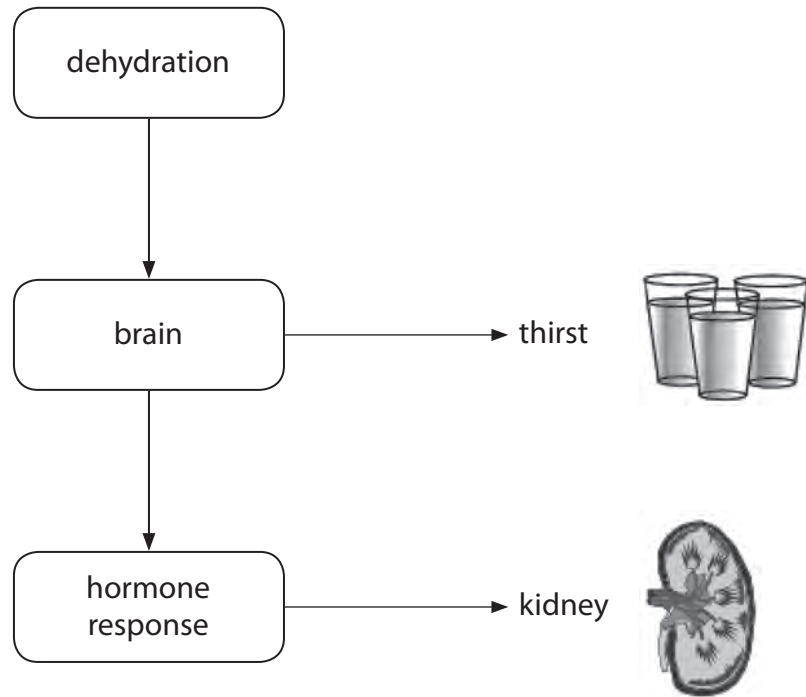 dehydration
brain
thirst
hormone
response
kidney